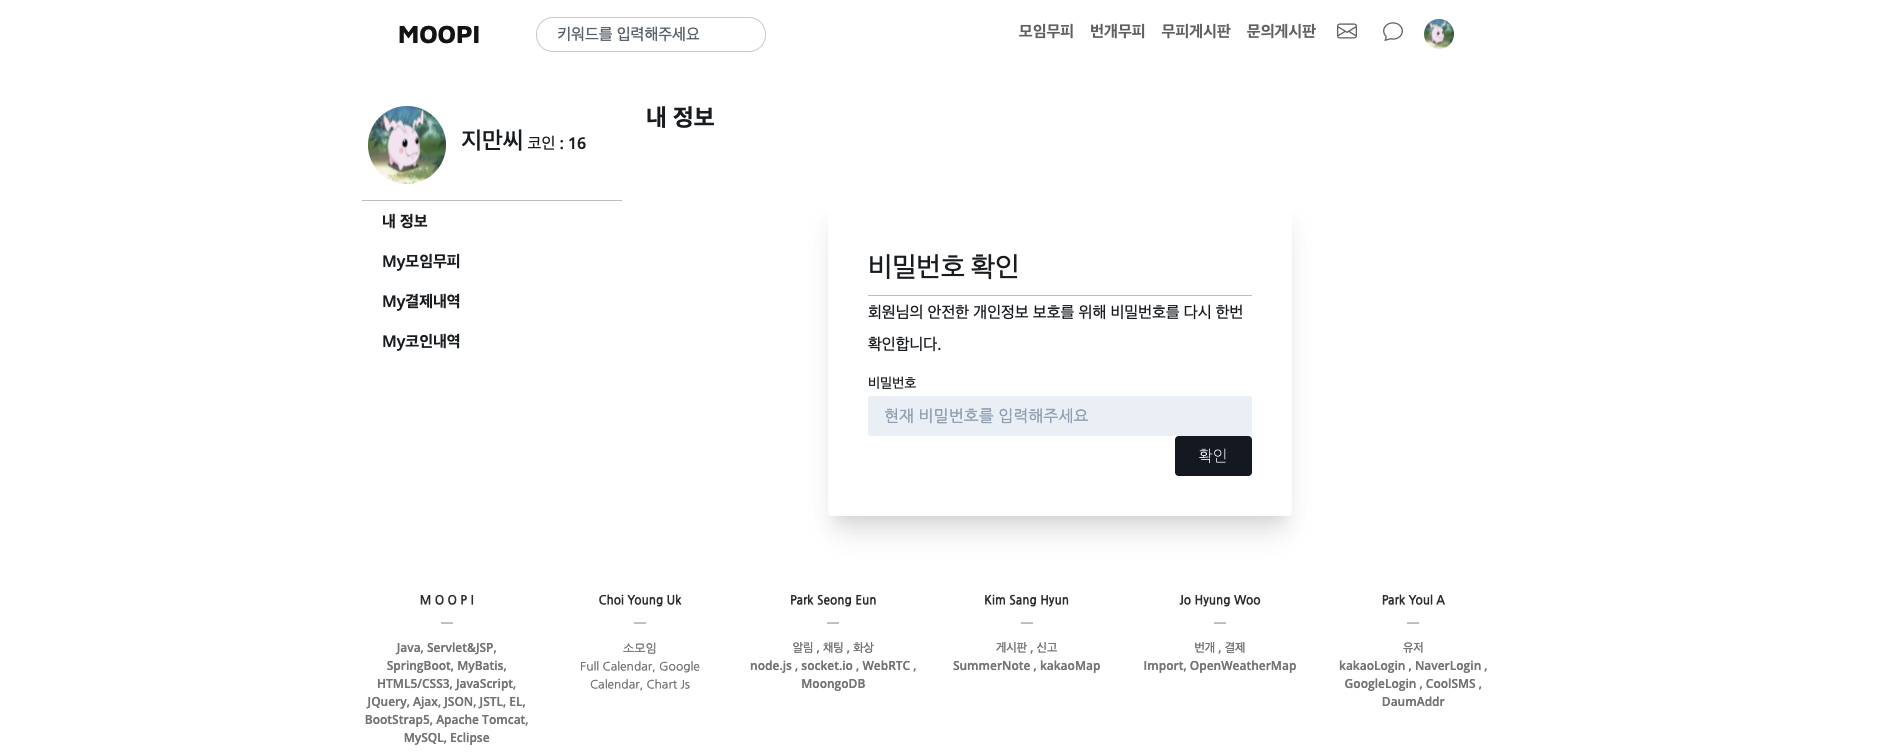 MOOPI
키워드를 입력해주세요
모임무피 번개무피 무피게시판 문의게시판
지만씨 코인 : 16
내 정보
My모임무피
My결제내역
My코인내역
내 정보
비밀번호 확인
회원님의 안전한 개인정보 보호를 위해 비밀번호를 다시 한번
확인합니다.
비밀번호
현재 비밀번호를 입력해주세요
확인
M O O P I
Java, Servlet&JSP,
SpringBoot, MyBatis,
HTML5/CSS3, JavaScript,
JQuery, Ajax, JSON, JSTL, EL,
BootStrap5, Apache Tomcat,
MySQL, Eclipse
Choi Young Uk
소모임
Full Calendar, Google
Calendar, Chart Js
Park Seong Eun
알림 , 채팅 , 화상
node.js , socket.io , WebRTC ,
MoongoDB
Kim Sang Hyun
게시판 , 신고
SummerNote , kakaoMap
Jo Hyung Woo
번개 , 결제
Import, OpenWeatherMap
Park Youl A
유저
kakaoLogin , NaverLogin ,
GoogleLogin , CoolSMS ,
DaumAddr